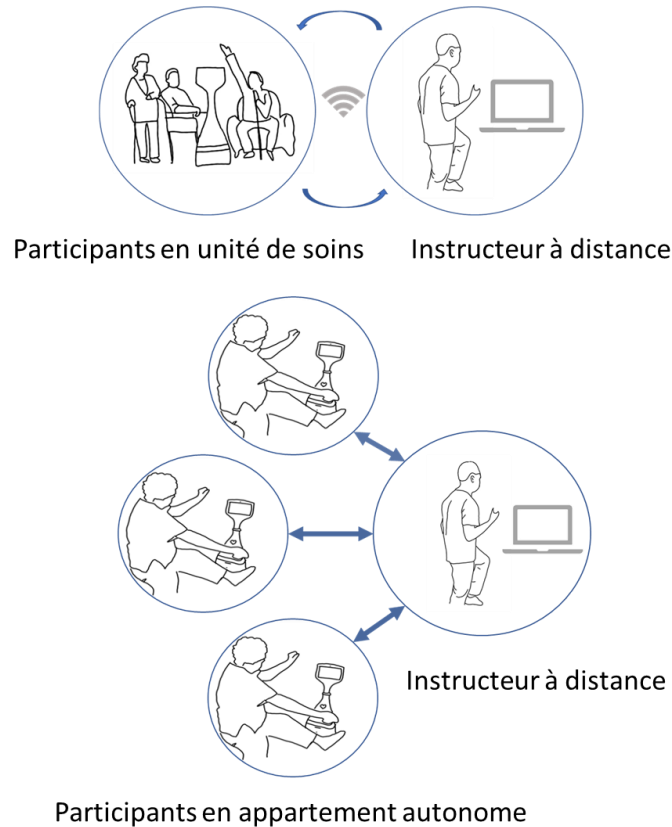 Participants en unité de soins
Instructeur à distance
Instructeur à distance
Participants en appartement autonome